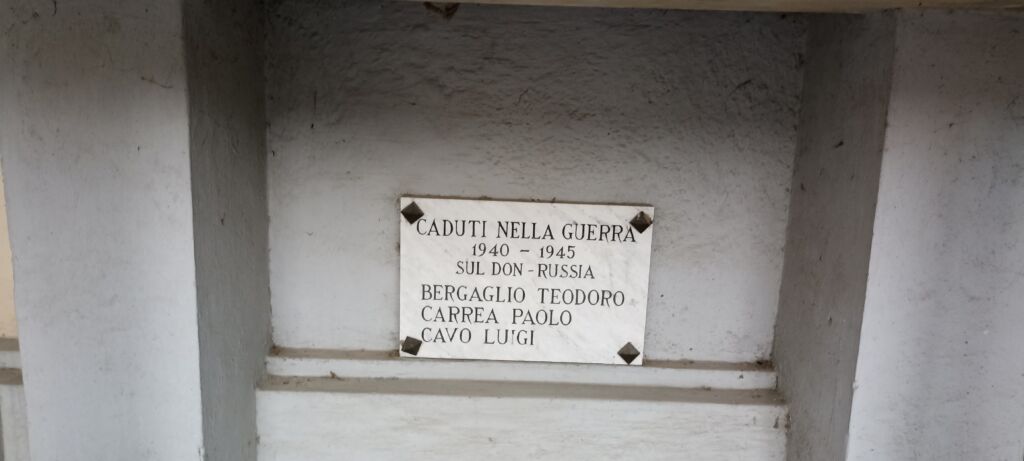 CADUTI NELLA GUERRA
1940 - 1945
SUL DON - RUSSIA
BERGAGLIO TEODORO
CARREA PAOLO
CAVO LUIGI